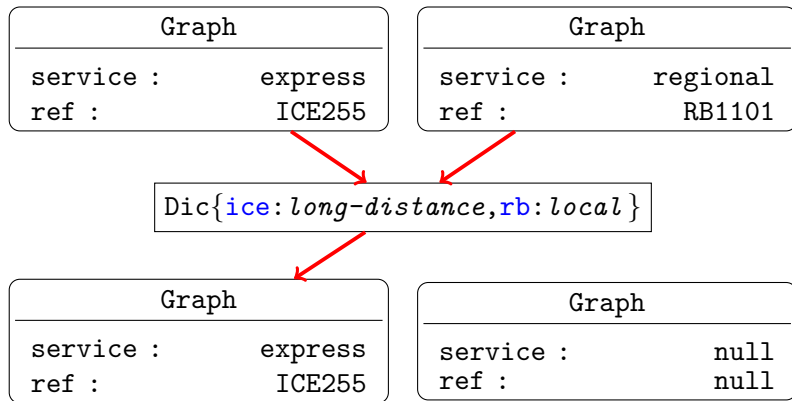 Graph
service : express
ref : ICE255
Graph
service : regional
ref : RB1101
Dic{ice:long-distance,rb:local}
Graph
service : express
ref : ICE255
Graph
service : null
ref : null